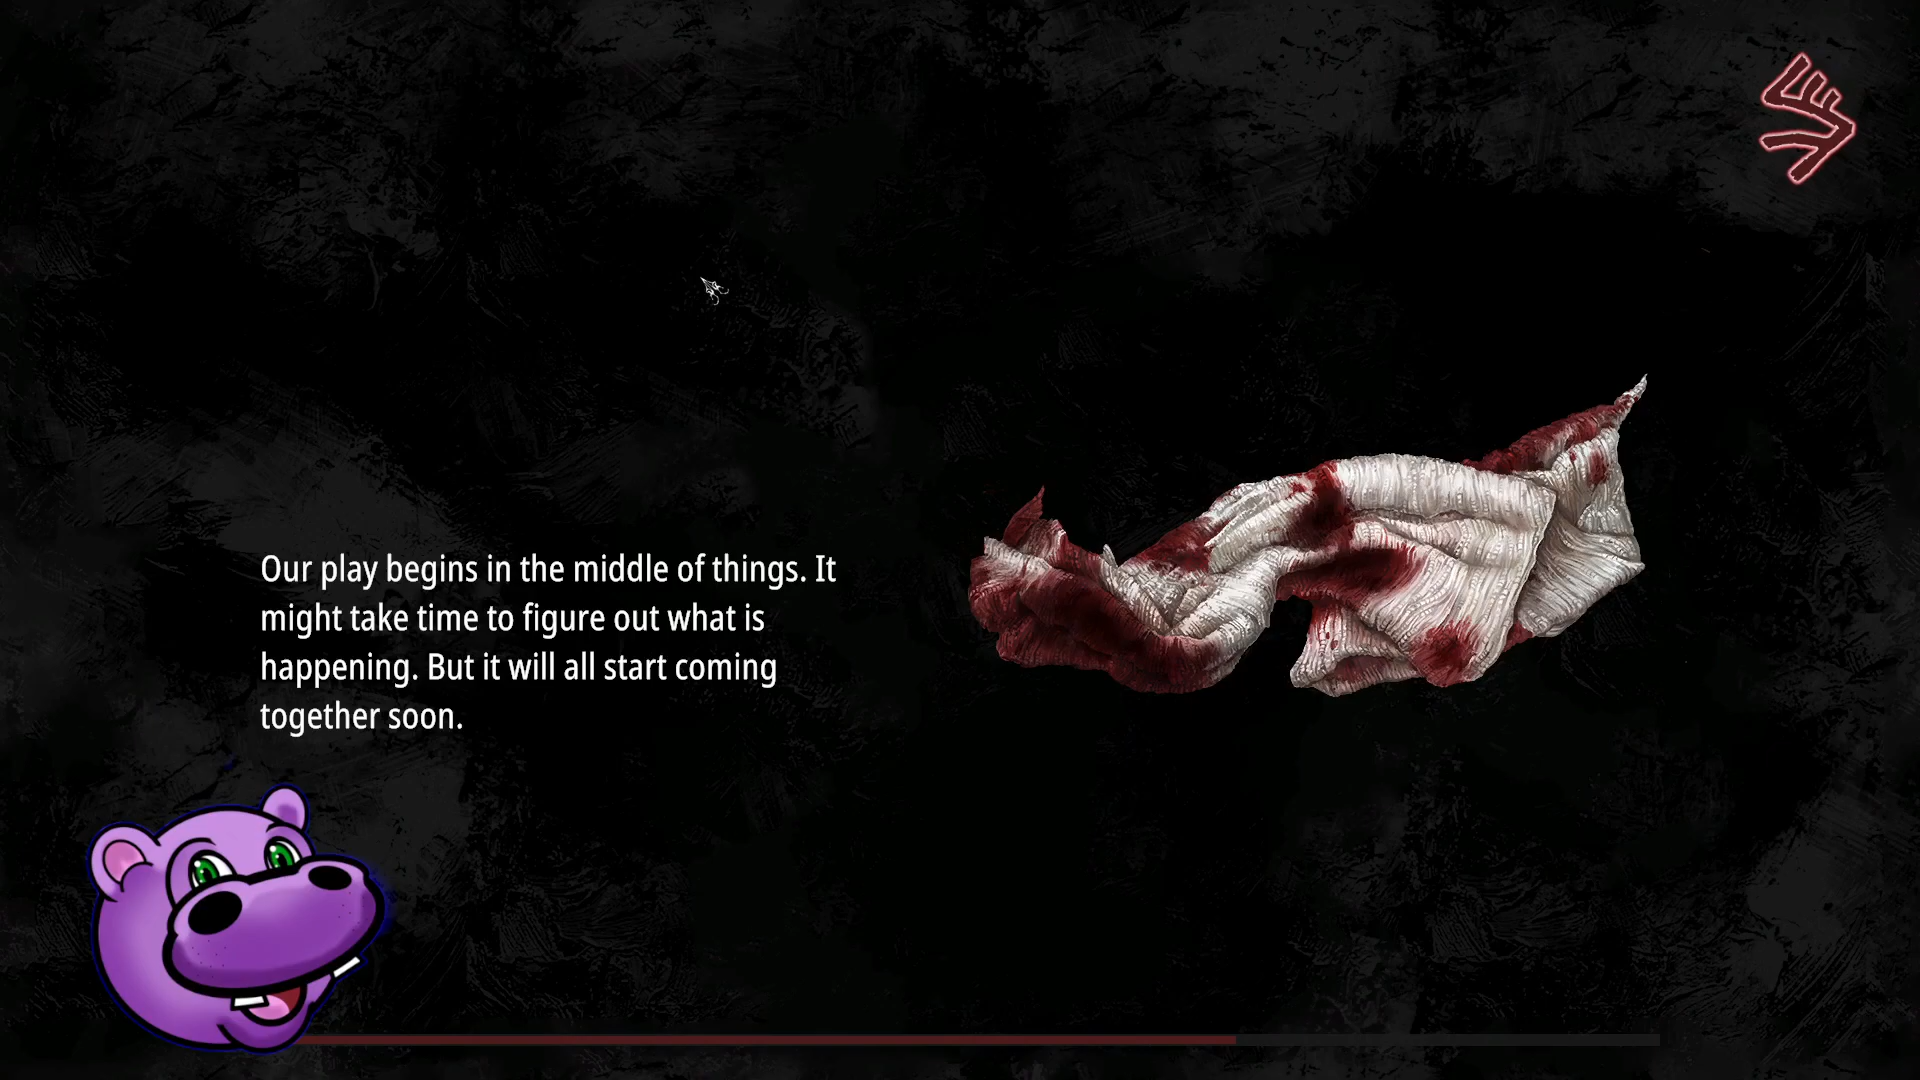 Our play begins in the middle of things. It
might take time to figure out what is
happening. But it will all start coming
together soon.